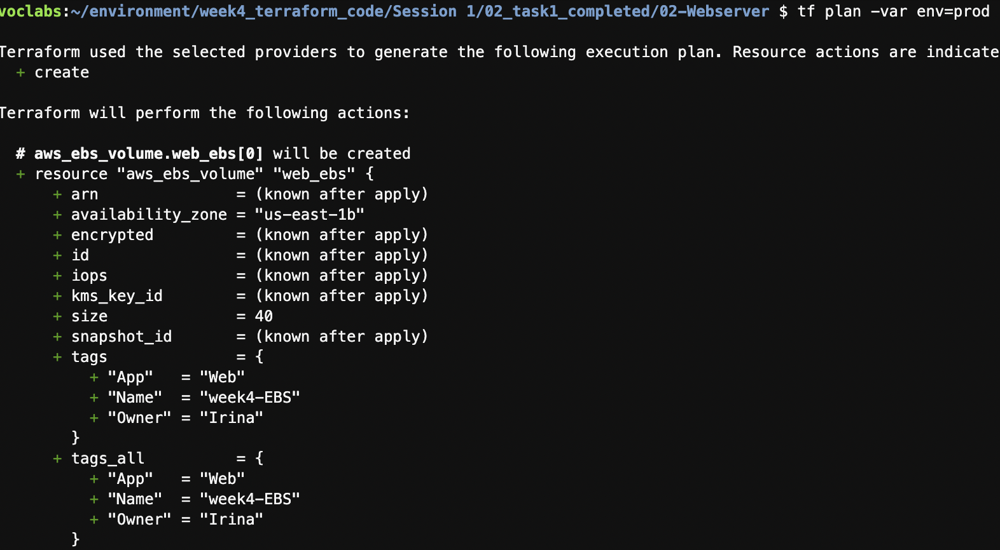 voclabs:~/environment/week4_terraform_code/Session 1/02_task1_completed/02-Webserver $ tf plan -var env=prod
Terraform used the selected providers to generate the following execution plan. Resource actions are indicate
+ create
Terraform will perform the following actions:
# aws_ebs_volume.web_ebs[0] will be created
+ resource "aws_ebs_volume" "web_ebs" {
+ arn = (known after apply)
+ availability_zone = "us-east-1b"
+ encrypted = (known after apply)
+ id = (known after apply)
+ iops = (known after apply)
+ kms_key_id = (known after apply)
+ size = 40
+ snapshot_id = (known after apply)
+ tags = {
+ "App" = "Web"
+ "Name" = "week4-EBS"
+ "Owner" = "Irina"
}
+ tags_all = {
+ "App" = "Web"
+ "Name" = "week4-EBS"
+ "Owner" = "Irina"
}